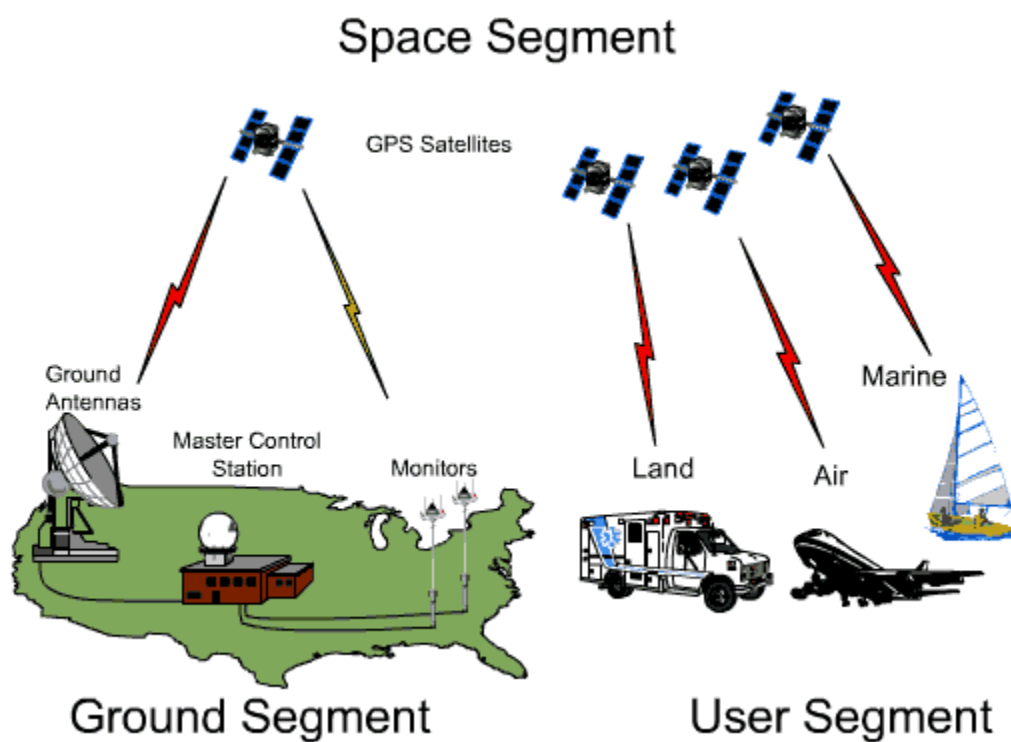 Space Segment
GPS Satellites
Ground
Antennas
Master Control
Station
Monitors
Land
Air
Marine
Ground Segment
User Segment